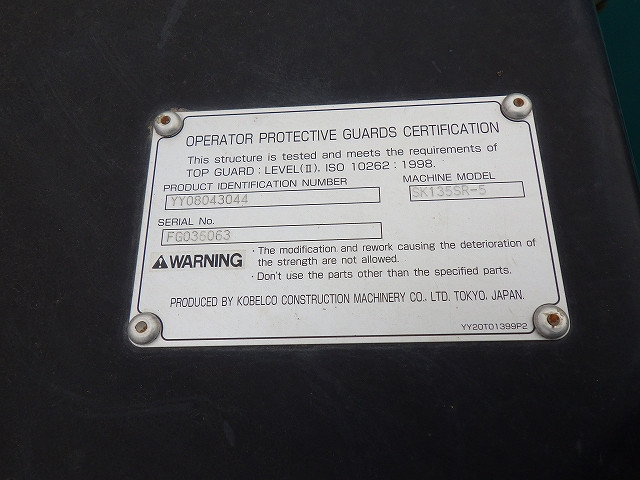 OPERATOR PROTECTIVE GUARDS CERTIFICATION
This structure is tested and meets the requirements of
TOP GUARD : LEVEL(Ⅱ). ISO 10262 : 1998.
PRODUCT IDENTIFICATION NUMBER
MACHINE MODEL
YY08043044
SK135SR-5
SERIAL No.
FG035063
WARNING
· The modification and rework causing the deterioration of
the strength are not allowed.
· Don't use the parts other than the specified parts.
PRODUCED BY KOBELCO CONSTRUCTION MACHINERY CO., LTD. TOKYO, JAPAN.
YY20T01399P2